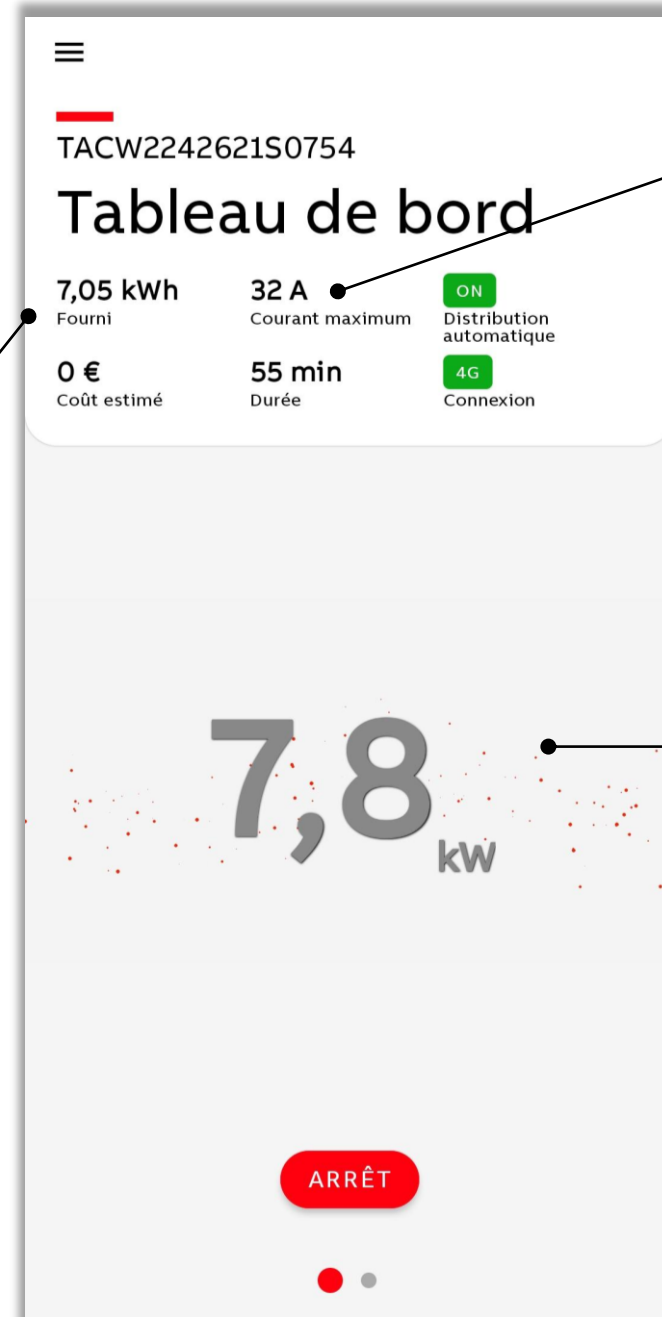 TACW2242621S0754
Tableau de bord
7,05 kWh
Fourni
32 A
Courant maximum
ON
Distribution
automatique
0 €
Coût estimé
55 min
Durée
4G
Connexion
7,8
kW
ARRÊT